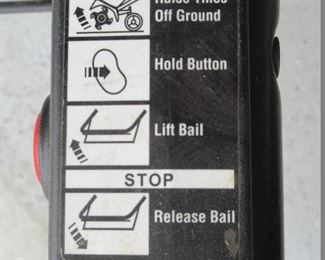 Raise Tines
Off Ground
Hold Button
Lift Bail
STOP
Release Bail